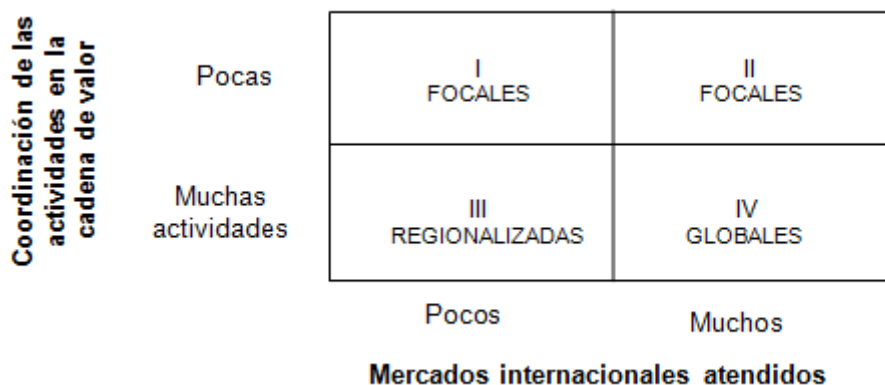 Coordinación de las
actividades en la
cadena de valor
Pocas
I
FOCALES
II
FOCALES
Muchas
actividades
III
REGIONALIZADAS
IV
GLOBALES
Pocos
Muchos
Mercados internacionales atendidos